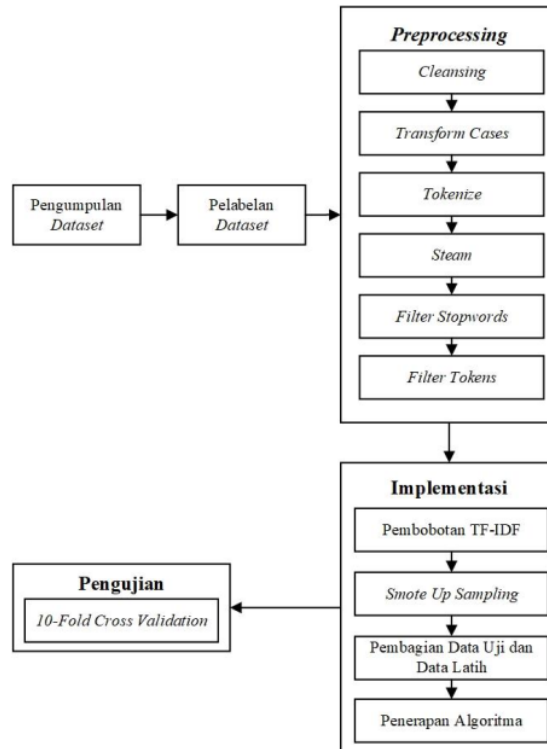 Preprocessing
Cleansing
Transform Cases
Tokenize
Steam
Filter Stopwords
Filter Tokens
Pengumpulan
Dataset
Pelabelan
Dataset
Implementasi
Pembobotan TF-IDF
Smote Up Sampling
Pembagian Data Uji dan
Data Latih
Penerapan Algoritma
Pengujian
10-Fold Cross Validation